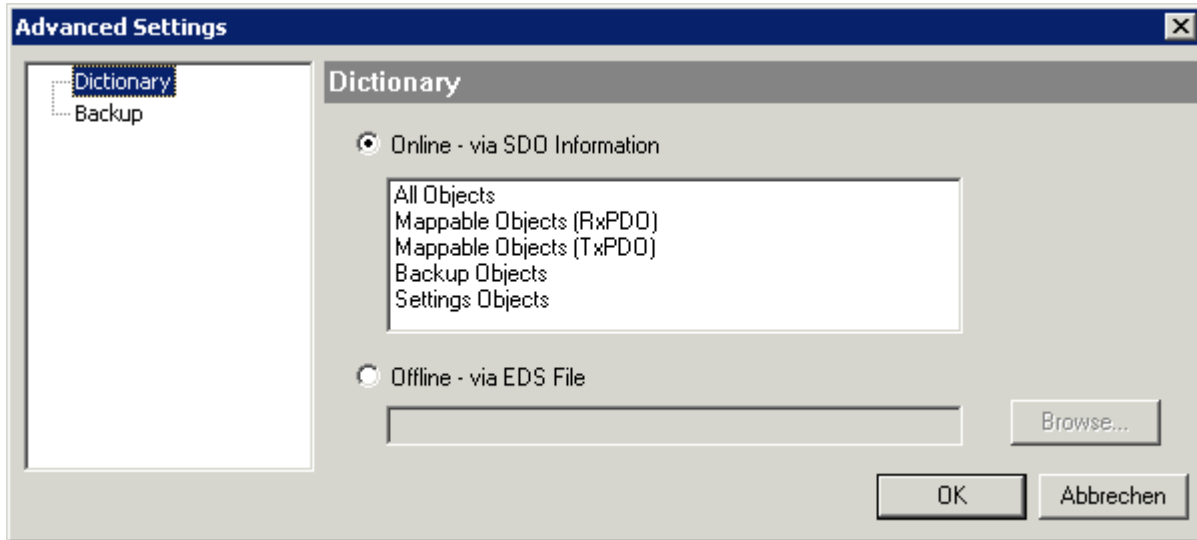 Advanced Settings
Dictionary
Backup
Dictionary
Online - via SDO Information
All Objects
Mappable Objects (RxPDO)
Mappable Objects (TxPDO)
Backup Objects
Settings Objects
Offline - via EDS File
Browse...
OK
Abbrechen